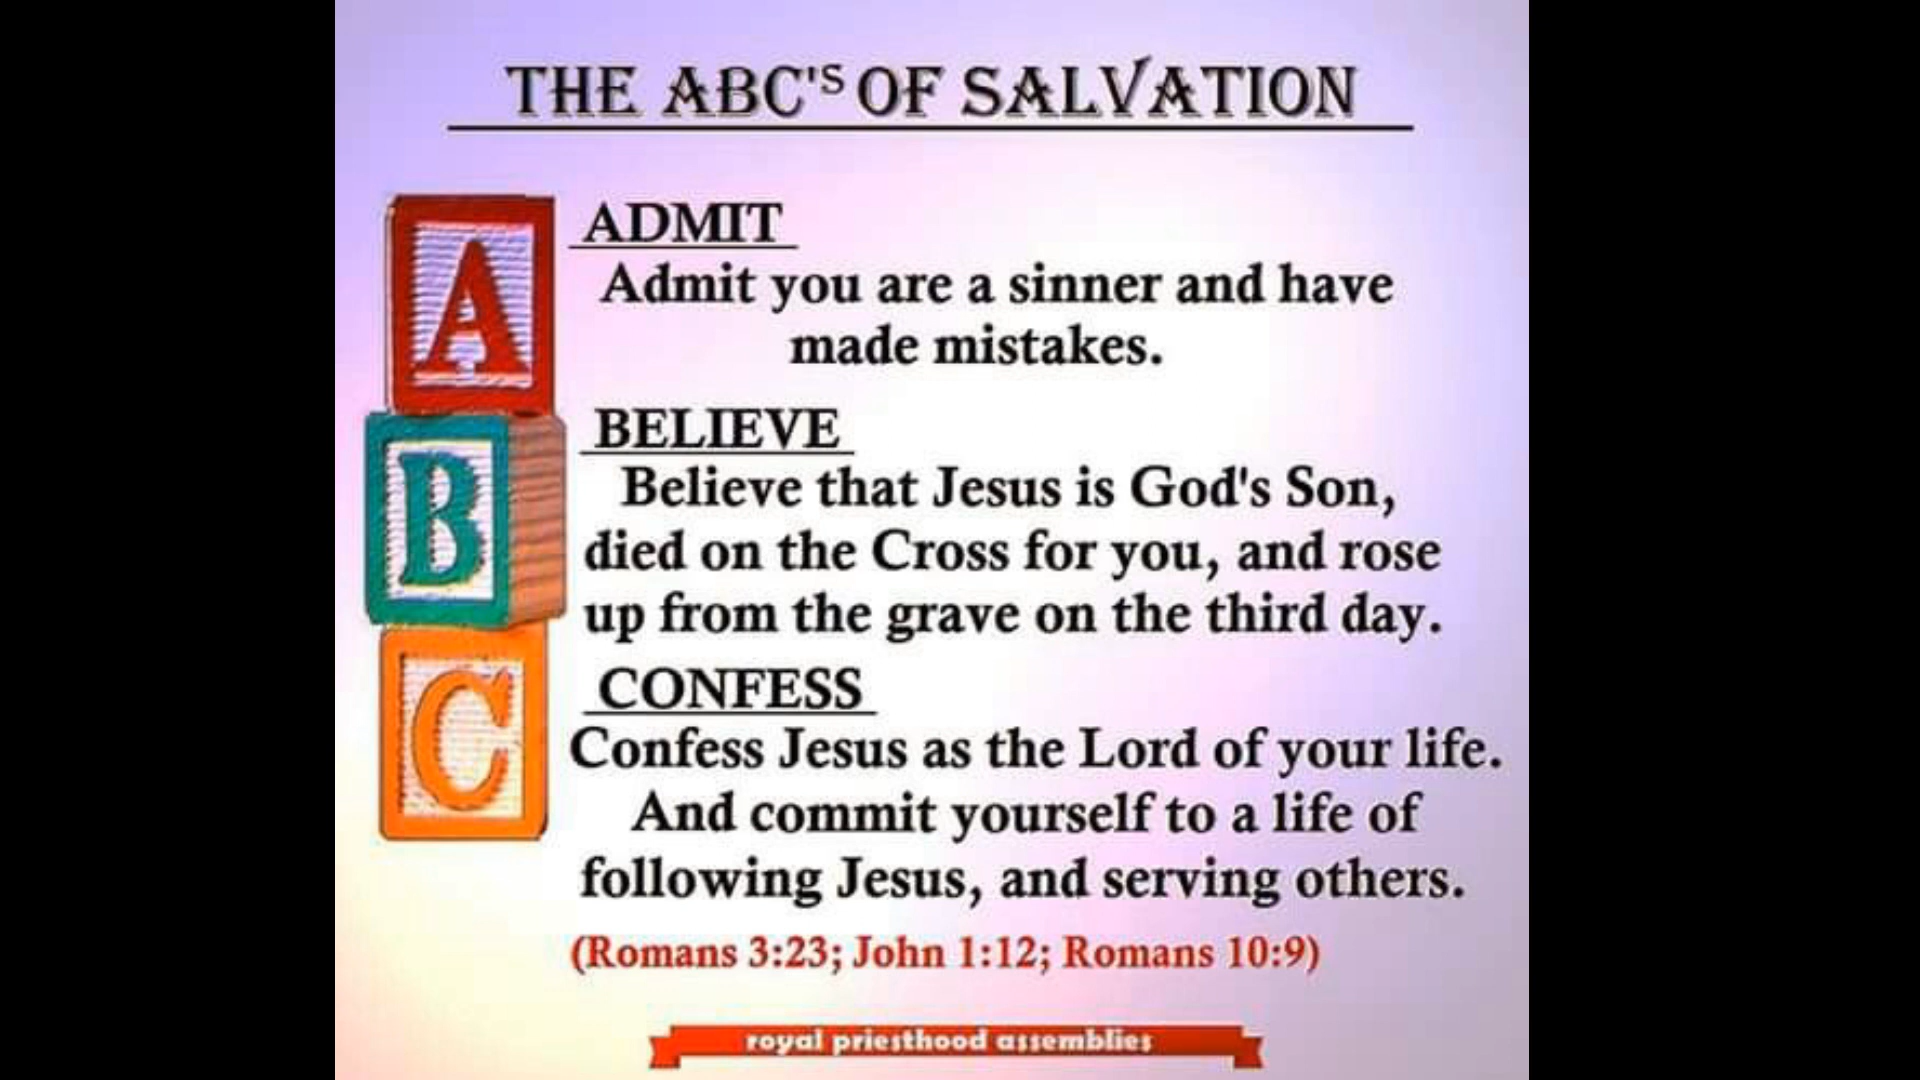 THE ABC'S OF SALVATION
A
ADMIT
Admit you are a sinner and have
made mistakes.
B
BELIEVE
Believe that Jesus is God's Son,
died on the Cross for you, and rose
up from the grave on the third day.
C
CONFESS
Confess Jesus as the Lord of your life.
And commit yourself to a life of
following Jesus, and serving others.
(Romans 3:23; John 1:12; Romans 10:9)
royal priesthood assemblies